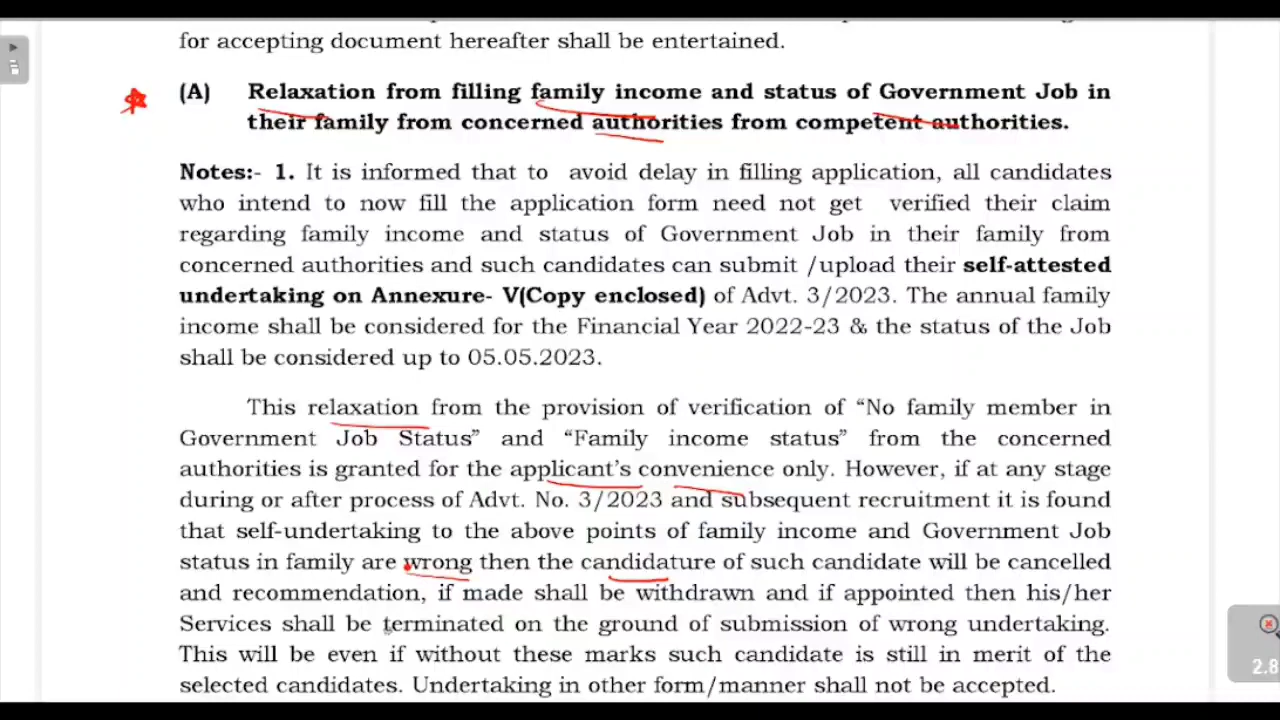 for accepting document hereafter shall be entertained.
(A) Relaxation from filling family income and status of Government Job in
their family from concerned authorities from competent authorities.
Notes:- 1. It is informed that to avoid delay in filling application, all candidates
who intend to now fill the application form need not get verified their claim
regarding family income and status of Government Job in their family from
concerned authorities and such candidates can submit /upload their self-attested
undertaking on Annexure- V(Copy enclosed) of Advt. 3/2023. The annual family
income shall be considered for the Financial Year 2022-23 & the status of the Job
shall be considered up to 05.05.2023.
This relaxation from the provision of verification of “No family member in
Government Job Status” and “Family income status” from the concerned
authorities is granted for the applicant’s convenience only. However, if at any stage
during or after process of Advt. No. 3/2023 and subsequent recruitment it is found
that self-undertaking to the above points of family income and Government Job
status in family are wrong then the candidature of such candidate will be cancelled
and recommendation, if made shall be withdrawn and if appointed then his/her
Services shall be terminated on the ground of submission of wrong undertaking.
This will be even if without these marks such candidate is still in merit of the
selected candidates. Undertaking in other form/manner shall not be accepted.